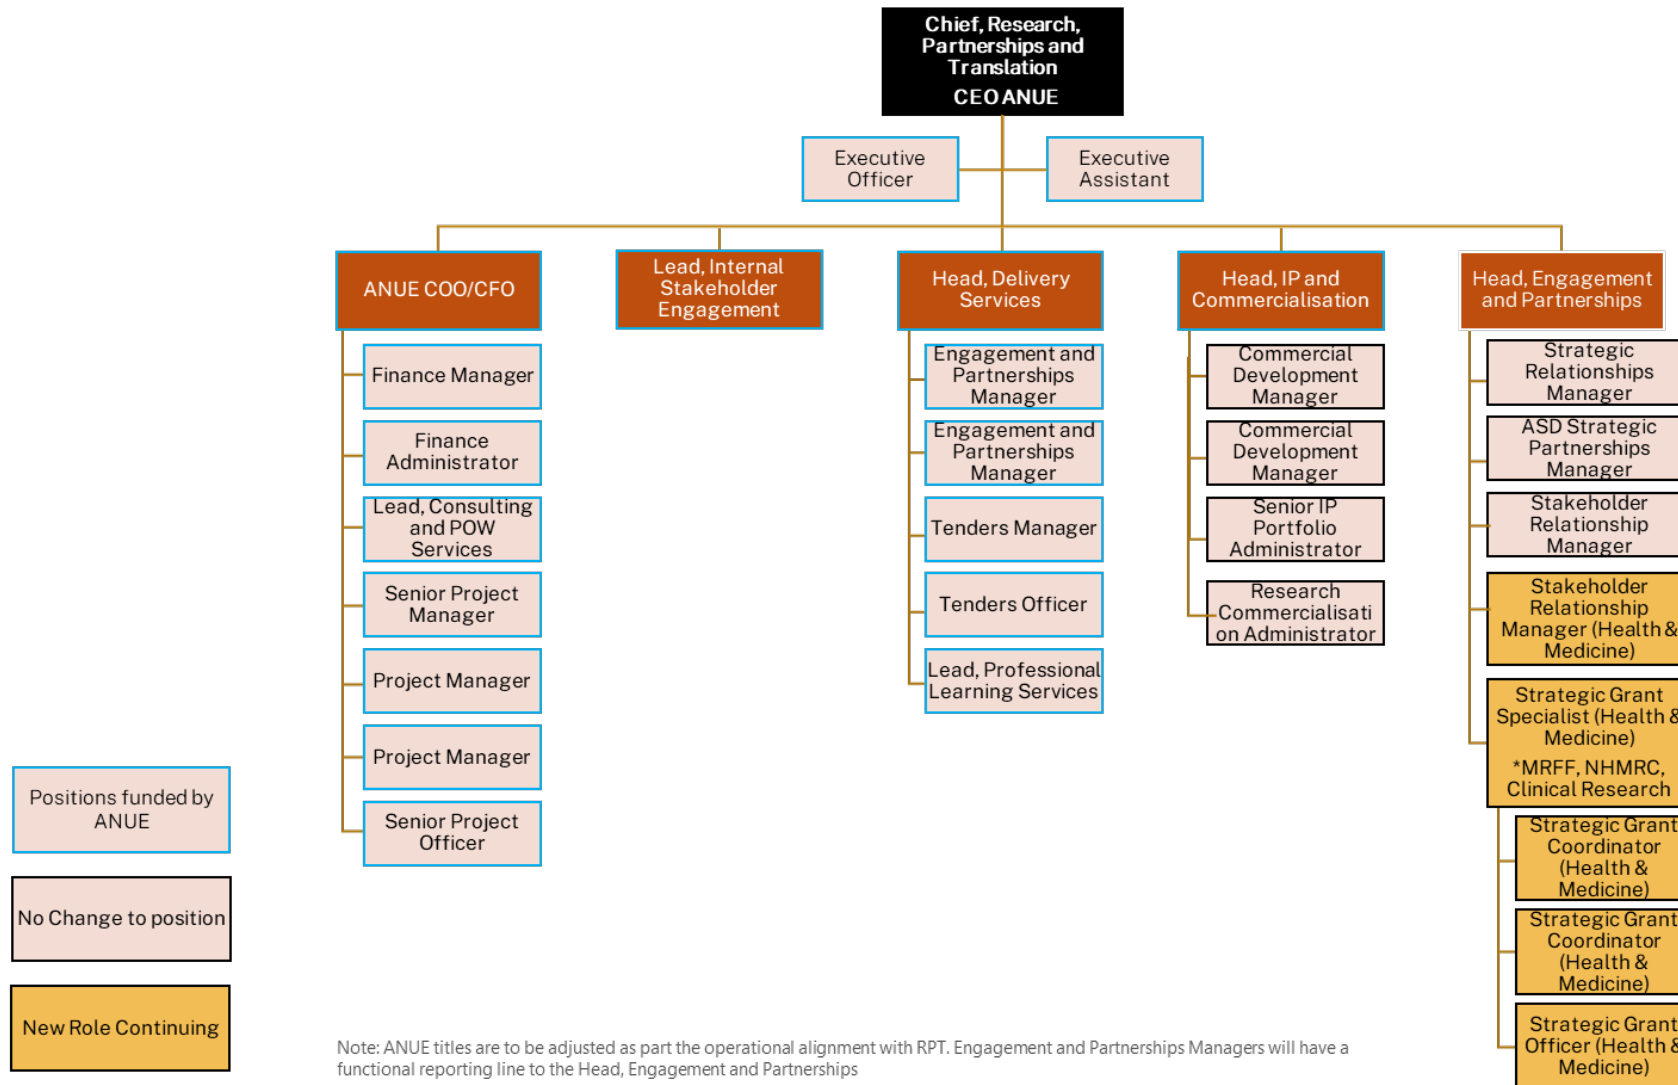 Chief, Research,
Partnerships and
Translation
CEO ANUE
Executive
Officer
Executive
Assistant
ANUE COO/CFO
Lead, Internal
Stakeholder
Engagement
Head, Delivery
Services
Head, IP and
Commercialisation
Head, Engagement
and Partnerships
Finance Manager
Finance
Administrator
Lead, Consulting
and POW
Services
Senior Project
Manager
Project Manager
Project Manager
Senior Project
Officer
Engagement and
Partnerships
Manager
Engagement and
Partnerships
Manager
Tenders Manager
Tenders Officer
Lead, Professional
Learning Services
Commercial
Development
Manager
Commercial
Development
Manager
Senior IP
Portfolio
Administrator
Research
Commercialisati
on Administrator
Strategic
Relationships
Manager
ASD Strategic
Partnerships
Manager
Stakeholder
Relationship
Manager
Stakeholder
Relationship
Manager (Health &
Medicine)
Strategic Grant
Specialist (Health &
Medicine)
*MRFF, NHMRC,
Clinical Research
Strategic Grant
Coordinator
(Health &
Medicine)
Strategic Grant
Coordinator
(Health &
Medicine)
Strategic Grant
Officer (Health &
Medicine)
Positions funded by
ANUE
No Change to position
New Role Continuing
Note: ANUE titles are to be adjusted as part the operational alignment with RPT. Engagement and Partnerships Managers will have a
functional reporting line to the Head, Engagement and Partnerships